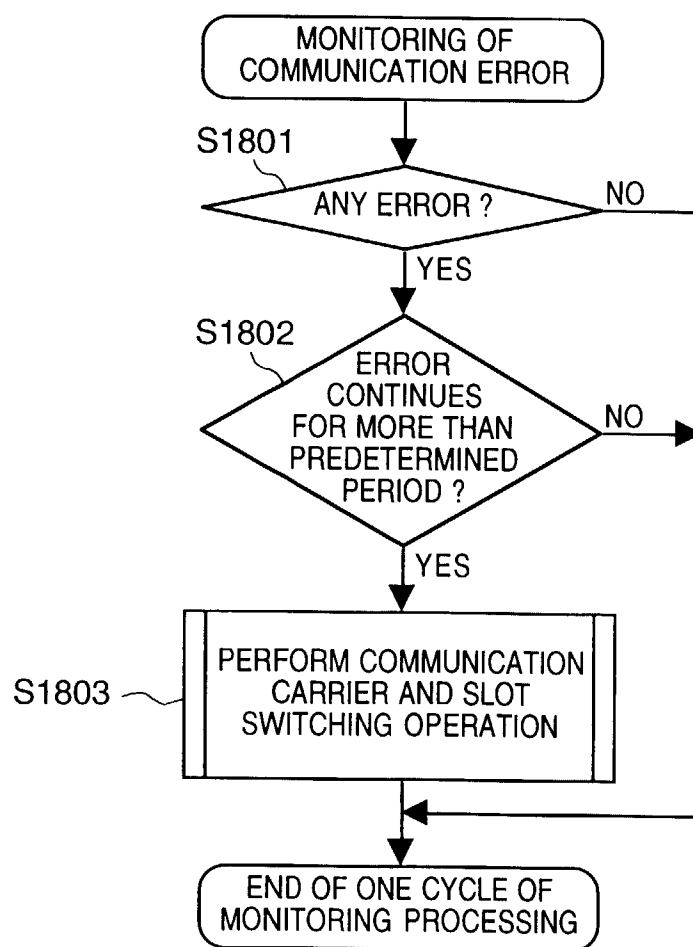 MONITORING OF
COMMUNICATION ERROR
S1801
ANY ERROR ?
NO
YES
S1802
ERROR
CONTINUES
FOR MORE THAN
PREDETERMINED
PERIOD ?
NO
YES
S1803
PERFORM COMMUNICATION
CARRIER AND SLOT
SWITCHING OPERATION
END OF ONE CYCLE OF
MONITORING PROCESSING